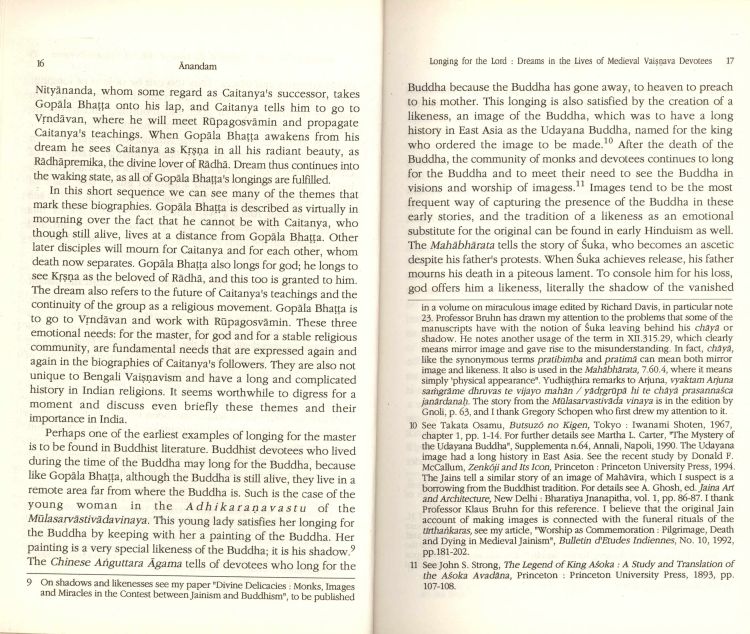 16
Ānandam
Nityānanda, whom some regard as Caitanya's successor, takes
Gopāla Bhaṭṭa onto his lap, and Caitanya tells him to go to
Vṛndāvan, where he will meet Rūpagosvāmin and propagate
Caitanya's teachings. When Gopāla Bhaṭṭa awakens from his
dream he sees Caitanya as Kṛṣṇa in all his radiant beauty, as
Rādhāpremika, the divine lover of Rādhā. Dream thus continues into
the waking state, as all of Gopāla Bhaṭṭa's longings are fulfilled.
In this short sequence we can see many of the themes that
mark these biographies. Gopāla Bhaṭṭa is described as virtually in
mourning over the fact that he cannot be with Caitanya, who
though still alive, lives at a distance from Gopāla Bhaṭṭa. Other
later disciples will mourn for Caitanya and for each other, whom
death now separates. Gopāla Bhaṭṭa also longs for god; he longs to
see Kṛṣṇa as the beloved of Rādhā, and this too is granted to him.
The dream also refers to the future of Caitanya's teachings and the
continuity of the group as a religious movement. Gopāla Bhaṭṭa is
to go to Vṛndāvan and work with Rūpagosvāmin. These three
emotional needs: for the master, for god and for a stable religious
community, are fundamental needs that are expressed again and
again in the biographies of Caitanya's followers. They are also not
unique to Bengali Vaiṣṇavism and have a long and complicated
history in Indian religions. It seems worthwhile to digress for a
moment and discuss even briefly these themes and their
importance in India.
Perhaps one of the earliest examples of longing for the master
is to be found in Buddhist literature. Buddhist devotees who lived
during the time of the Buddha may long for the Buddha, because
like Gopāla Bhaṭṭa, although the Buddha is still alive, they live in a
remote area far from where the Buddha is. Such is the case of the
young woman in the Adhikaraṇavastu of the
Mūlasarvāstivādavinaya. This young lady satisfies her longing for
the Buddha by keeping with her a painting of the Buddha. Her
painting is a very special likeness of the Buddha; it is his shadow.9
The Chinese Aṅguttara Āgama tells of devotees who long for the
9 On shadows and likenesses see my paper "Divine Delicacies : Monks, Images
and Miracles in the Contest between Jainism and Buddhism", to be published
Longing for the Lord : Dreams in the Lives of Medieval Vaiṣṇava Devotees 17
Buddha because the Buddha has gone away, to heaven to preach
to his mother. This longing is also satisfied by the creation of a
likeness, an image of the Buddha, which was to have a long
history in East Asia as the Udayana Buddha, named for the king
who ordered the image to be made.10 After the death of the
Buddha, the community of monks and devotees continues to long
for the Buddha and to meet their need to see the Buddha in
visions and worship of imagess.11 Images tend to be the most
frequent way of capturing the presence of the Buddha in these
early stories, and the tradition of a likeness as an emotional
substitute for the original can be found in early Hinduism as well.
The Mahābhārata tells the story of Śuka, who becomes an ascetic
despite his father's protests. When Śuka achieves release, his father
mourns his death in a piteous lament. To console him for his loss,
god offers him a likeness, literally the shadow of the vanished
in a volume on miraculous image edited by Richard Davis, in particular note
23. Professor Bruhn has drawn my attention to the problems that some of the
manuscripts have with the notion of Śuka leaving behind his chāyā or
shadow. He notes another usage of the term in XII.315.29, which clearly
means mirror image and gave rise to the misunderstanding. In fact, chāyā,
like the synonymous terms pratibimba and pratimā can mean both mirror
image and likeness. It also is used in the Mahābhārata, 7.60.4, where it means
simply 'physical appearance". Yudhiṣṭhira remarks to Arjuna, vyaktam Arjuna
saṁgrāme dhruvas te vijayo mahān / yādṛgrūpā hi te chāyā prasannaśca
janārdanaḥ. The story from the Mūlasarvastivāda vinaya is in the edition by
Gnoli, p. 63, and I thank Gregory Schopen who first drew my attention to it.
10 See Takata Osamu, Butsuzō no Kigen, Tokyo : Iwanami Shoten, 1967,
chapter 1, pp. 1-14. For further details see Martha L. Carter, "The Mystery of
the Udayana Buddha", Supplementa n.64, Annali, Napoli, 1990. The Udayana
image had a long history in East Asia. See the recent study by Donald F.
McCallum, Zenkōji and Its Icon, Princeton : Princeton University Press, 1994.
The Jains tell a similar story of an image of Mahāvīra, which I suspect is a
borrowing from the Buddhist tradition. For details see A. Ghosh, ed. Jaina Art
and Architecture, New Delhi : Bharatiya Jnanapitha, vol. 1, pp. 86-87. I thank
Professor Klaus Bruhn for this reference. I believe that the original Jain
account of making images is connected with the funeral rituals of the
tīrthaṅkaras, see my article, "Worship as Commemoration : Pilgrimage, Death
and Dying in Medieval Jainism", Bulletin d'Etudes Indiennes, No. 10, 1992,
pp.181-202.
11 See John S. Strong, The Legend of King Aśoka : A Study and Translation of
the Aśoka Avadāna, Princeton : Princeton University Press, 1893, pp.
107-108.